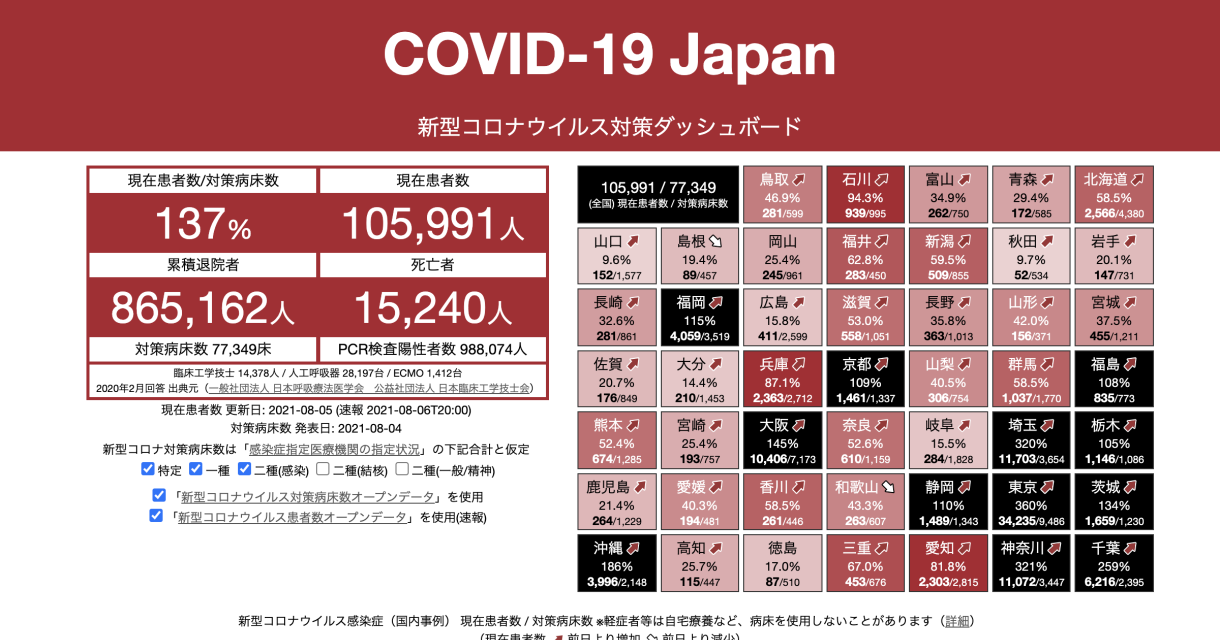 COVID-19 Japan
新型コロナウイルス対策ダッシュボード
現在患者数/対策病床数
現在患者数
137%
105,991人
累積退院者
死亡者
865,162人
15,240人
対策病床数 77,349床
PCR検査陽性者数 988,074人
臨床工学技士 14,378人 / 人工呼吸器 28,197台 / ECMO 1,412台
2020年2月回答 出典元（一般社団法人 日本呼吸療法医学会　公益社団法人 日本臨床工学技士会）
現在患者数 更新日: 2021-08-05 (速報 2021-08-06T20:00)
対策病床数 発表日: 2021-08-04
新型コロナ対策病床数は「感染症指定医療機関の指定状況」の下記合計と仮定
特定 一種 二種(感染) 二種(結核) 二種(一般/精神)
「新型コロナウイルス対策病床数オープンデータ」を使用
「新型コロナウイルス患者数オープンデータ」を使用(速報)
105,991 / 77,349
(全国) 現在患者数 / 対策病床数
鳥取
46.9%
281/599
石川
94.3%
939/995
富山
34.9%
262/750
青森
29.4%
172/585
北海道
58.5%
2,566/4,380
山口
9.6%
152/1,577
島根
19.4%
89/457
岡山
25.4%
245/961
福井
62.8%
283/450
新潟
59.5%
509/855
秋田
9.7%
52/534
岩手
20.1%
147/731
長崎
32.6%
281/861
福岡
115%
4,059/3,519
広島
15.8%
411/2,599
滋賀
53.0%
558/1,051
長野
35.8%
363/1,013
山形
42.0%
156/371
宮城
37.5%
455/1,211
佐賀
20.7%
176/849
大分
14.4%
210/1,453
兵庫
87.1%
2,363/2,712
京都
109%
1,461/1,337
山梨
40.5%
306/754
群馬
58.5%
1,037/1,770
福島
108%
835/773
熊本
52.4%
674/1,285
宮崎
25.4%
193/757
大阪
145%
10,406/7,173
奈良
52.6%
610/1,159
岐阜
15.5%
284/1,828
埼玉
320%
11,703/3,654
栃木
105%
1,146/1,086
鹿児島
21.4%
264/1,229
愛媛
40.3%
194/481
香川
58.5%
261/446
和歌山
43.3%
263/607
静岡
110%
1,489/1,343
東京
360%
34,235/9,486
茨城
134%
1,659/1,230
沖縄
186%
3,996/2,148
高知
25.7%
115/447
徳島
17.0%
87/510
三重
67.0%
453/676
愛知
81.8%
2,303/2,815
神奈川
321%
11,072/3,447
千葉
259%
6,216/2,395
新型コロナウイルス感染症（国内事例） 現在患者数 / 対策病床数 ※軽症者等は自宅療養など、病床を使用しないことがあります（詳細）
（現在患者数 前日より増加 前日より減少）